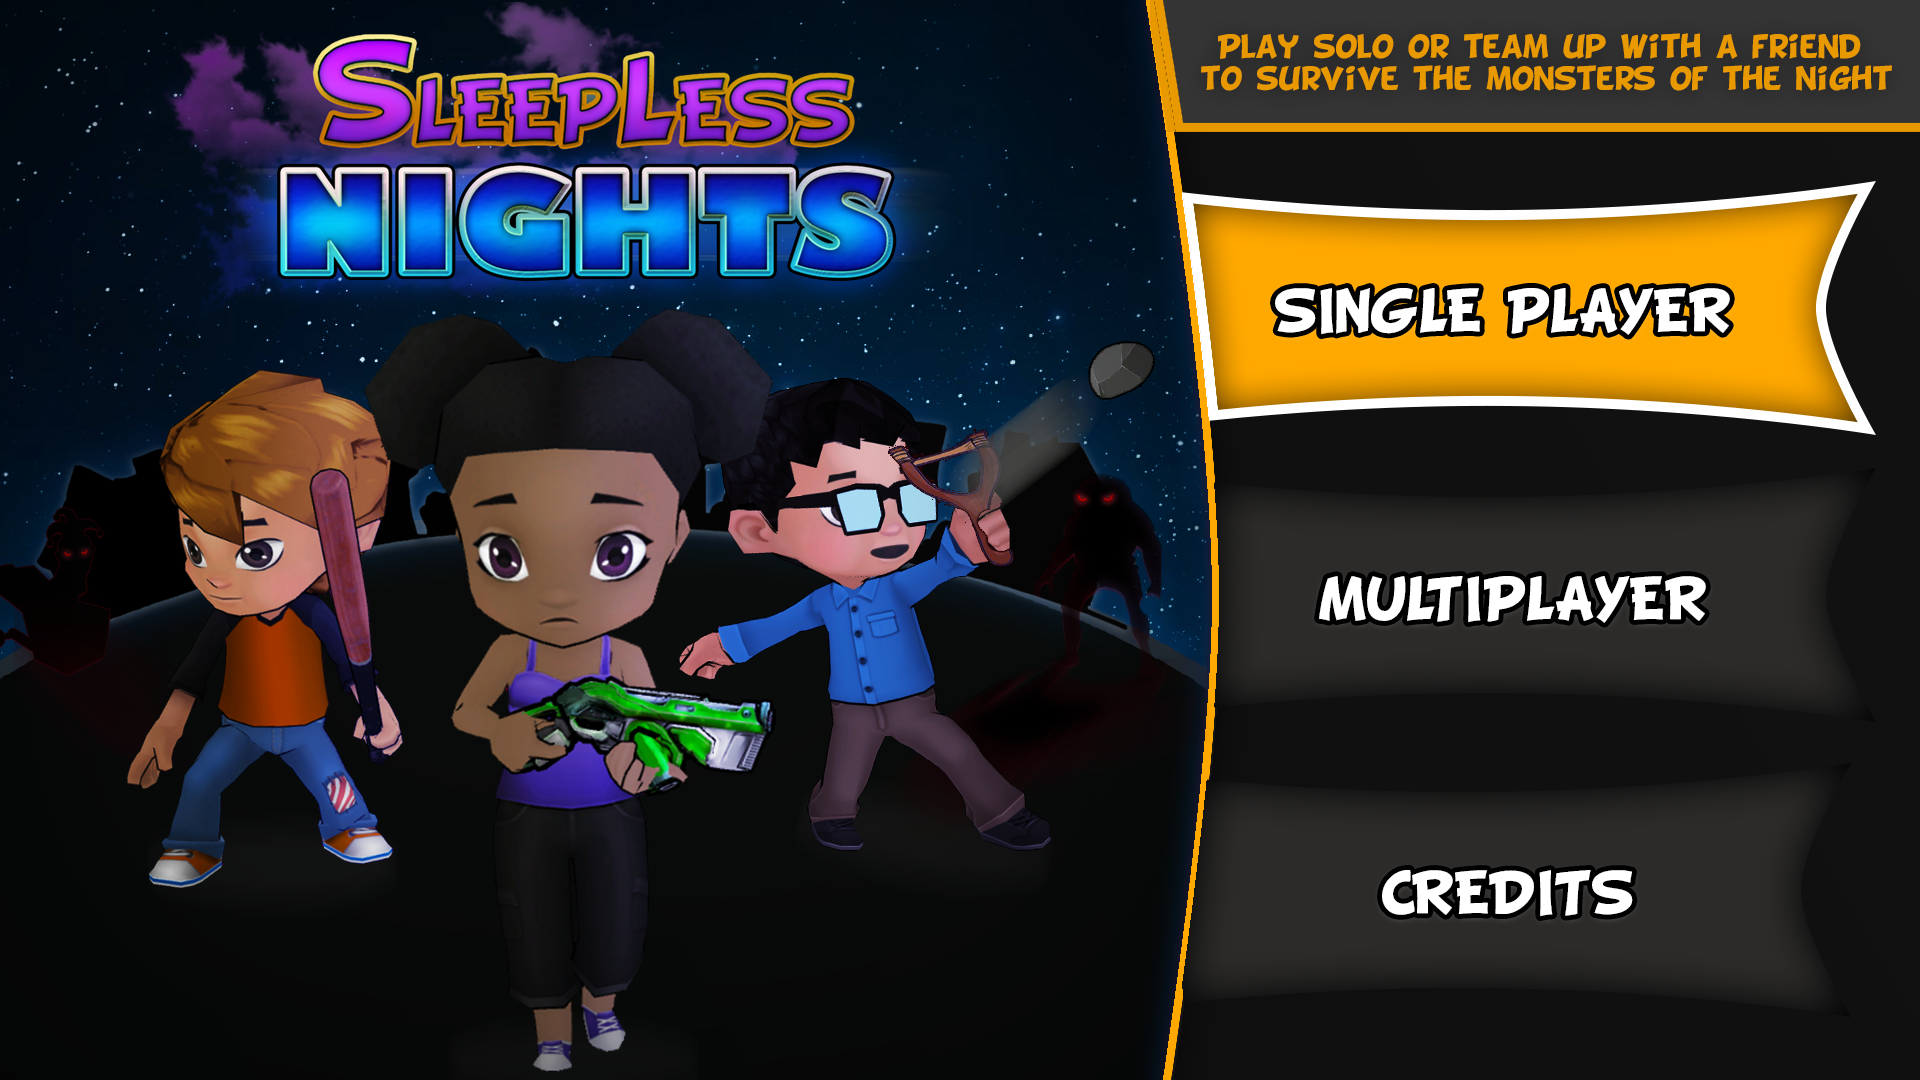 SLEEPLESS
NIGHTS
PLAY SOLO OR TEAM UP WiTH A FRiEND
TO SURViVE THE MONSTERS OF THE NiGHT
SINGLE PLAYER
MULTIPLAYER
CREDITS